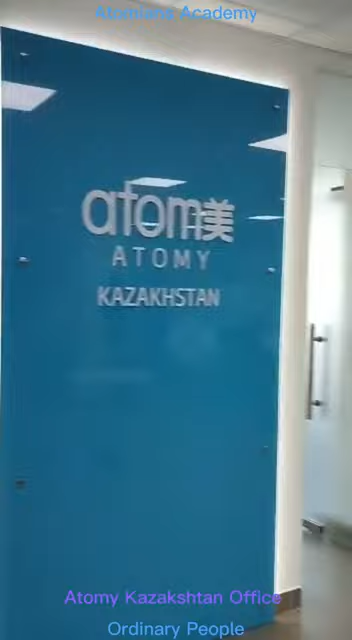 Atomians Academy
atom美
ATOMY
KAZAKHSTAN
Atomy Kazakshtan Office
Ordinary People